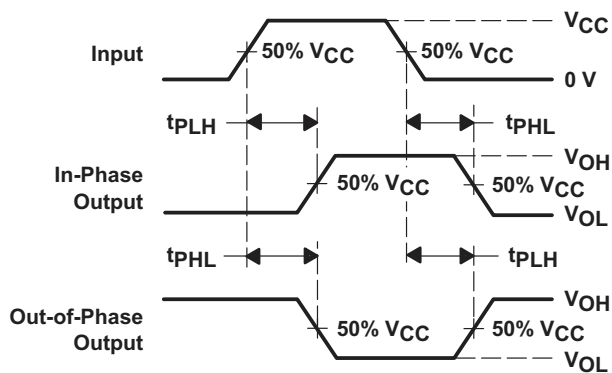 VCC
Input
50% VCC
50% VCC
0 V
tPLH
tPHL
In-Phase
Output
50% VCC
50% VCC
VOH
VOL
tPHL
tPLH
Out-of-Phase
Output
50% VCC
50% VCC
VOH
VOL